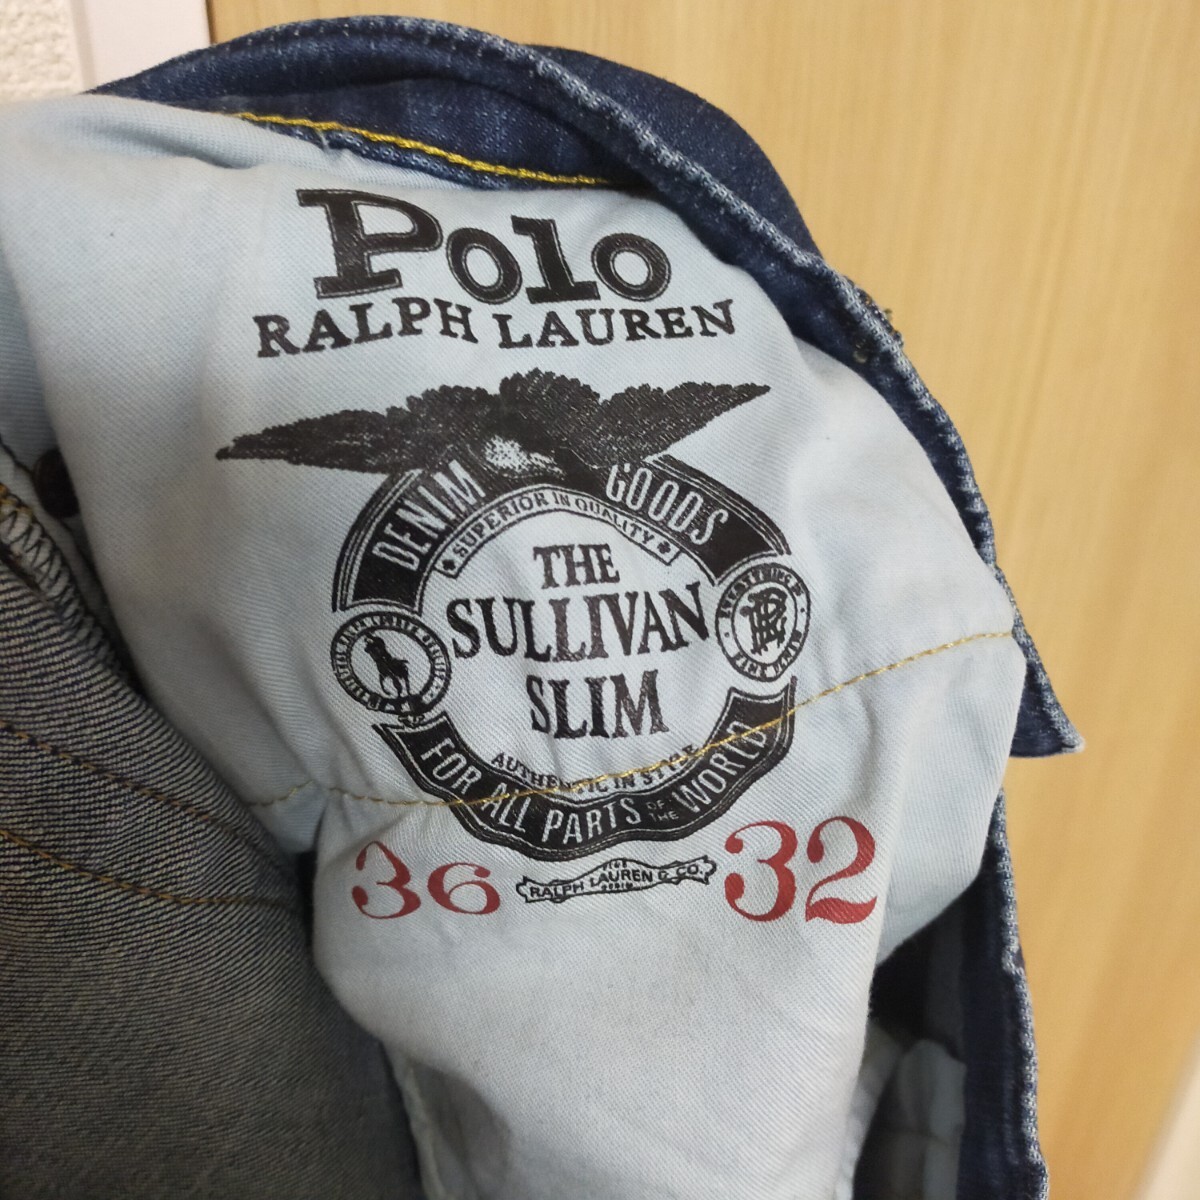 POLO
RALPH LAUREN
DENIM GOODS
SUPERIOR IN QUALITY
THE
SULLIVAN
SLIM
AUTHENTIC IN STYLE
FOR ALL PARTS OF THE WORLD
36
RALPH LAUREN & CO.
32